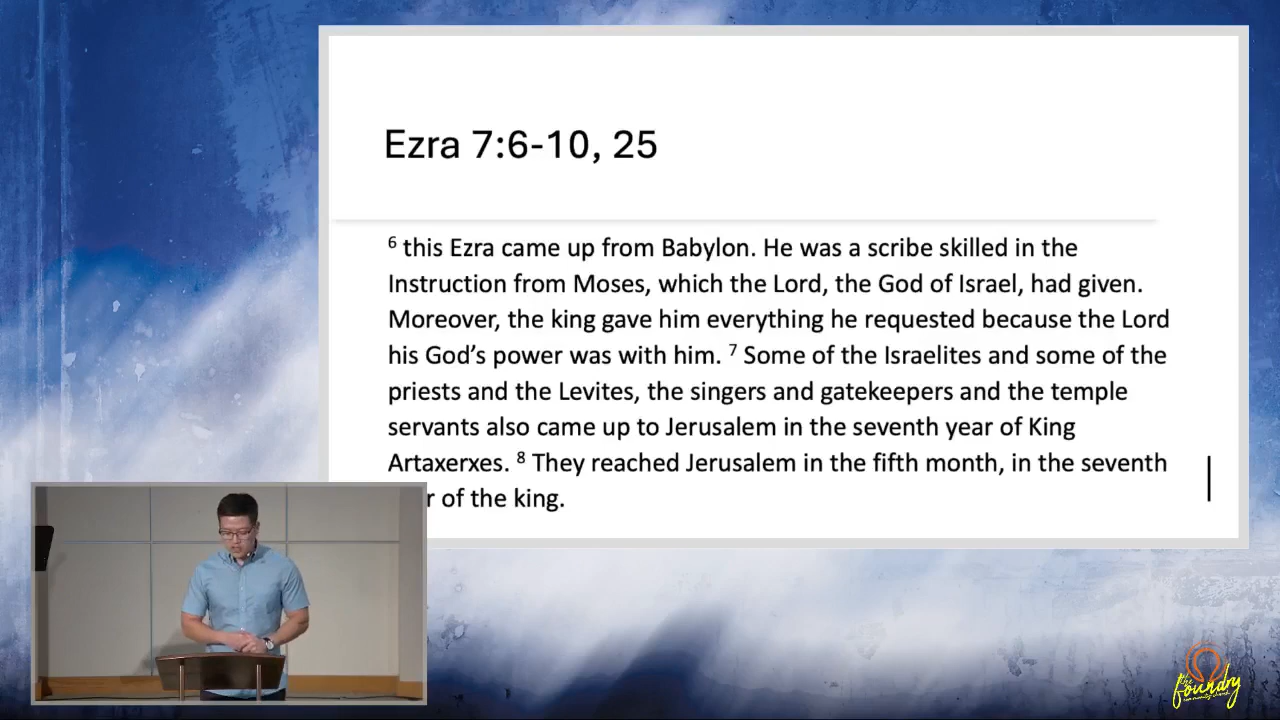 Ezra 7:6-10, 25
⁶ this Ezra came up from Babylon. He was a scribe skilled in the
Instruction from Moses, which the Lord, the God of Israel, had given.
Moreover, the king gave him everything he requested because the Lord
his God’s power was with him. ⁷ Some of the Israelites and some of the
priests and the Levites, the singers and gatekeepers and the temple
servants also came up to Jerusalem in the seventh year of King
Artaxerxes. ⁸ They reached Jerusalem in the fifth month, in the seventh
r of the king.
the
foundry
community church